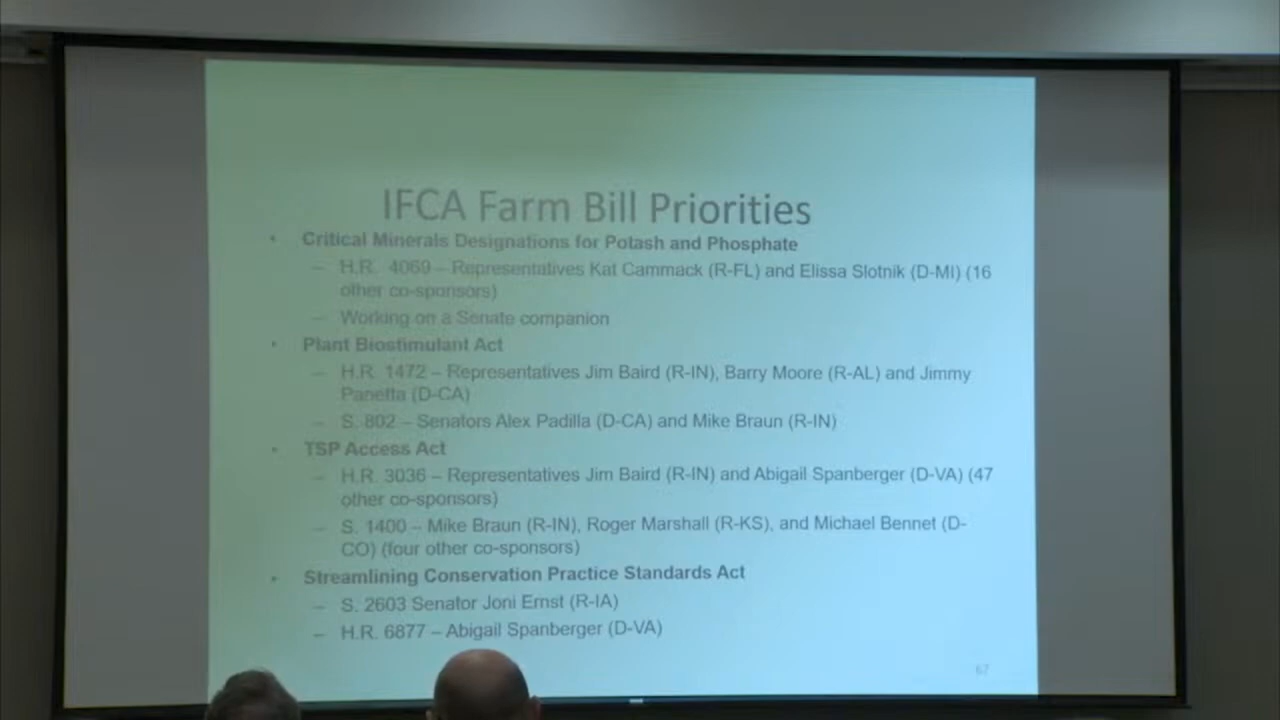 IFCA Farm Bill Priorities
• Critical Minerals Designations for Potash and Phosphate
– H.R. 4069 – Representatives Kat Cammack (R-FL) and Elissa Slotnik (D-MI) (16
other co-sponsors)
– Working on a Senate companion
• Plant Biostimulant Act
– H.R. 1472 – Representatives Jim Baird (R-IN), Barry Moore (R-AL) and Jimmy
Panetta (D-CA)
– S. 802 – Senators Alex Padilla (D-CA) and Mike Braun (R-IN)
• TSP Access Act
– H.R. 3036 – Representatives Jim Baird (R-IN) and Abigail Spanberger (D-VA) (47
other co-sponsors)
– S. 1400 – Mike Braun (R-IN), Roger Marshall (R-KS), and Michael Bennet (D-
CO) (four other co-sponsors)
• Streamlining Conservation Practice Standards Act
– S. 2603 Senator Joni Ernst (R-IA)
– H.R. 6877 – Abigail Spanberger (D-VA)
67